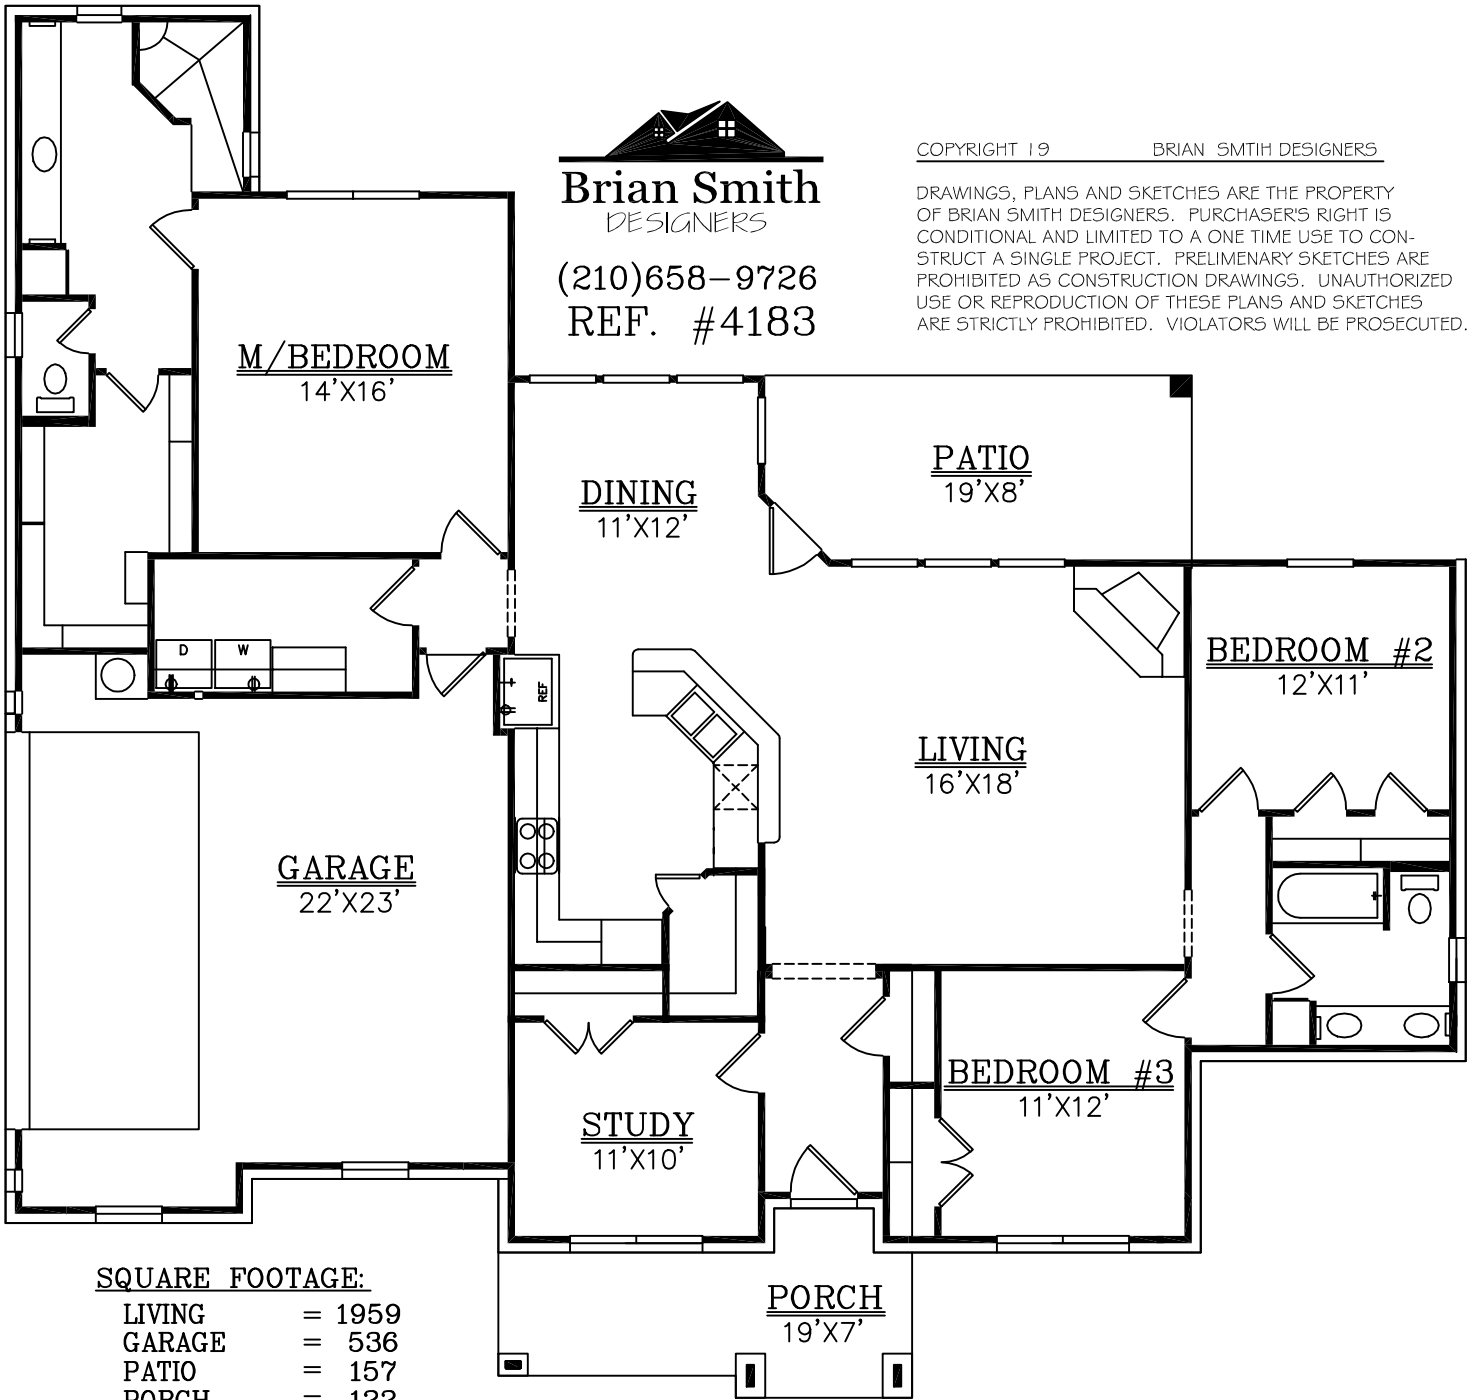 Brian Smith
DESIGNERS
(210)658-9726
REF. #4183
COPYRIGHT 19 BRIAN SMTIH DESIGNERS
DRAWINGS, PLANS AND SKETCHES ARE THE PROPERTY
OF BRIAN SMITH DESIGNERS. PURCHASER'S RIGHT IS
CONDITIONAL AND LIMITED TO A ONE TIME USE TO CON-
STRUCT A SINGLE PROJECT. PRELIMENARY SKETCHES ARE
PROHIBITED AS CONSTRUCTION DRAWINGS. UNAUTHORIZED
USE OR REPRODUCTION OF THESE PLANS AND SKETCHES
ARE STRICTLY PROHIBITED. VIOLATORS WILL BE PROSECUTED.
M/BEDROOM
14'X16'
DINING
11'X12'
PATIO
19'X8'
D
W
REF
BEDROOM #2
12'X11'
LIVING
16'X18'
GARAGE
22'X23'
STUDY
11'X10'
BEDROOM #3
11'X12'
PORCH
19'X7'
SQUARE FOOTAGE:
LIVING = 1959
GARAGE = 536
PATIO = 157
PORCH =